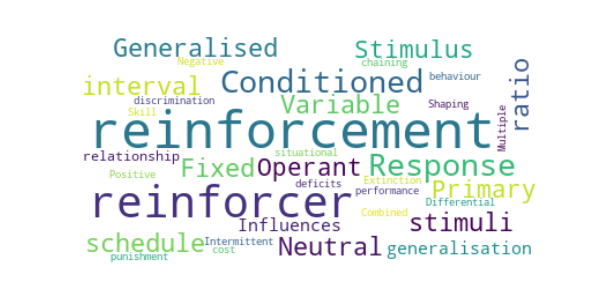 Generalised Stimulus
Negative chaining
interval Conditioned behaviour ratio
discrimination Variable Shaping
Skill
reinforcement Multiple
relationship situational
Fixed Operant Response
Positive deficits Extinction
reinforcer performance Primary
Differential
Influences Combined stimuli
schedule Intermittent Neutral generalisation
punishment cost